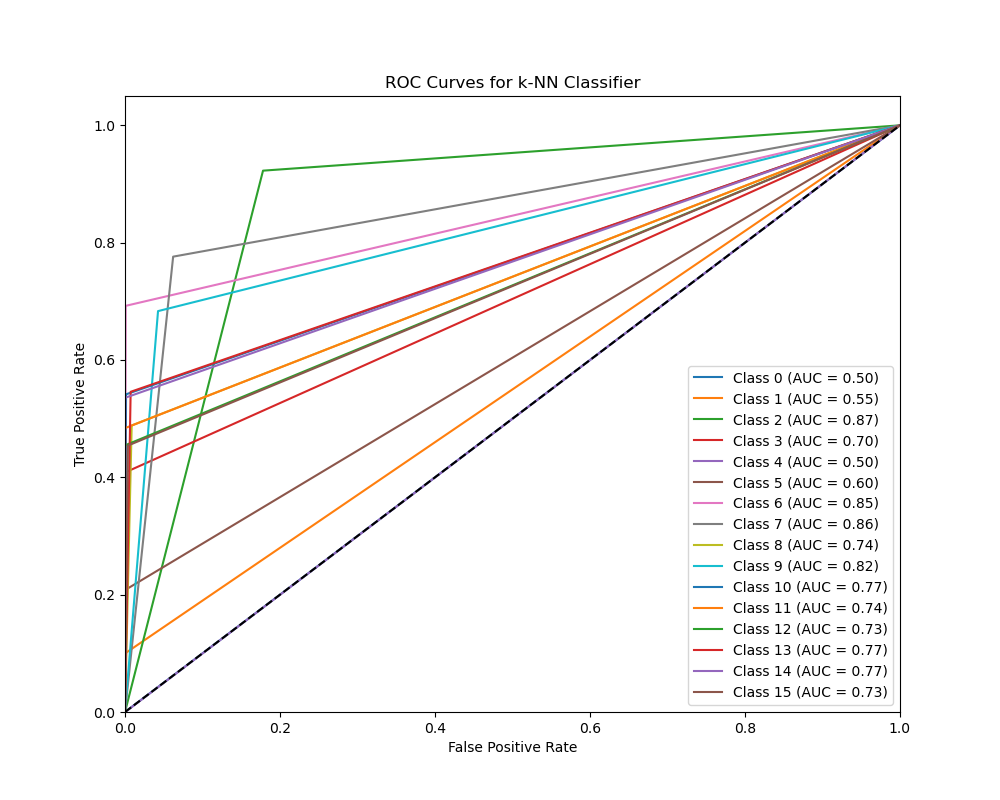 ROC Curves for k-NN Classifier
1.0
0.8
0.6
0.4
0.2
0.0
True Positive Rate
Class 0 (AUC = 0.50)
Class 1 (AUC = 0.55)
Class 2 (AUC = 0.87)
Class 3 (AUC = 0.70)
Class 4 (AUC = 0.50)
Class 5 (AUC = 0.60)
Class 6 (AUC = 0.85)
Class 7 (AUC = 0.86)
Class 8 (AUC = 0.74)
Class 9 (AUC = 0.82)
Class 10 (AUC = 0.77)
Class 11 (AUC = 0.74)
Class 12 (AUC = 0.73)
Class 13 (AUC = 0.77)
Class 14 (AUC = 0.77)
Class 15 (AUC = 0.73)
0.0 0.2 0.4 0.6 0.8 1.0
False Positive Rate